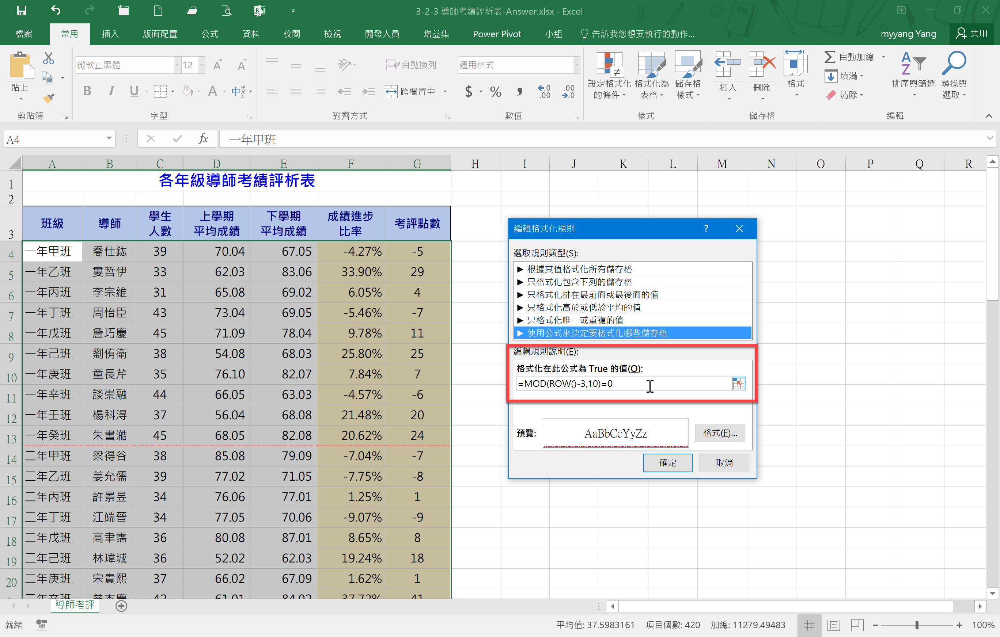 3-2-3 導師考績評析表-Answer.xlsx - Excel
檔案 常用 插入 版面配置 公式 資料 校閱 檢視 開發人員 增益集 Power Pivot 小組 告訴我您想要執行的動作... myyang Yang 共用
微軟正黑體 12 自動換列 通用格式
貼上 B I U A 中 跨欄置中 $ % 設定格式化的條件 格式化為表格 儲存格樣式 插入 刪除 格式 自動加總 填滿 清除 排序與篩選 尋找與選取
剪貼簿 字型 對齊方式 數值 樣式 儲存格 編輯
A4 fx 一年甲班
A B C D E F G H I J K L M N O P Q R
1 各年級導師考績評析表
2
3 班級 導師 學生人數 上學期平均成績 下學期平均成績 成績進步比率 考評點數
4 一年甲班 喬仕鈜 39 70.04 67.05 -4.27% -5
5 一年乙班 婁哲伊 33 62.03 83.06 33.90% 29
6 一年丙班 李宗維 31 65.08 69.02 6.05% 4
7 一年丁班 周怡臣 43 73.04 69.05 -5.46% -7
8 一年戊班 詹巧慶 45 71.09 78.04 9.78% 11
9 一年己班 劉侑衛 38 54.08 68.03 25.80% 25
10 一年庚班 童長芹 35 76.10 82.07 7.84% 7
11 一年辛班 談崇融 44 66.05 63.03 -4.57% -6
12 一年壬班 楊科淂 37 56.04 68.08 21.48% 20
13 一年癸班 朱書澔 45 68.05 82.08 20.62% 24
14 二年甲班 梁得谷 38 85.08 79.09 -7.04% -7
15 二年乙班 姜允儒 39 77.02 71.05 -7.75% -8
16 二年丙班 許景昱 34 76.06 77.01 1.25% 1
17 二年丁班 江端晉 34 77.05 70.06 -9.07% -9
18 二年戊班 高聿霈 36 80.08 87.01 8.65% 8
19 二年己班 林瑋城 36 52.02 62.03 19.24% 18
20 二年庚班 宋貴熙 37 66.02 67.09 1.62% 1
編輯格式化規則 ?
選取規則類型(S):
► 根據其值格式化所有儲存格
► 只格式化包含下列的儲存格
► 只格式化排在最前面或最後面的值
► 只格式化高於或低於平均的值
► 只格式化唯一或重複的值
► 使用公式來決定要格式化哪些儲存格
編輯規則說明(E):
格式化在此公式為 True 的值(O):
=MOD(ROW()-3,10)=0
預覽: AaBbCcYyZz 格式(F)...
確定 取消
導師考評
就緒 平均值: 37.5983161 項目個數: 420 加總: 11279.49483 100%